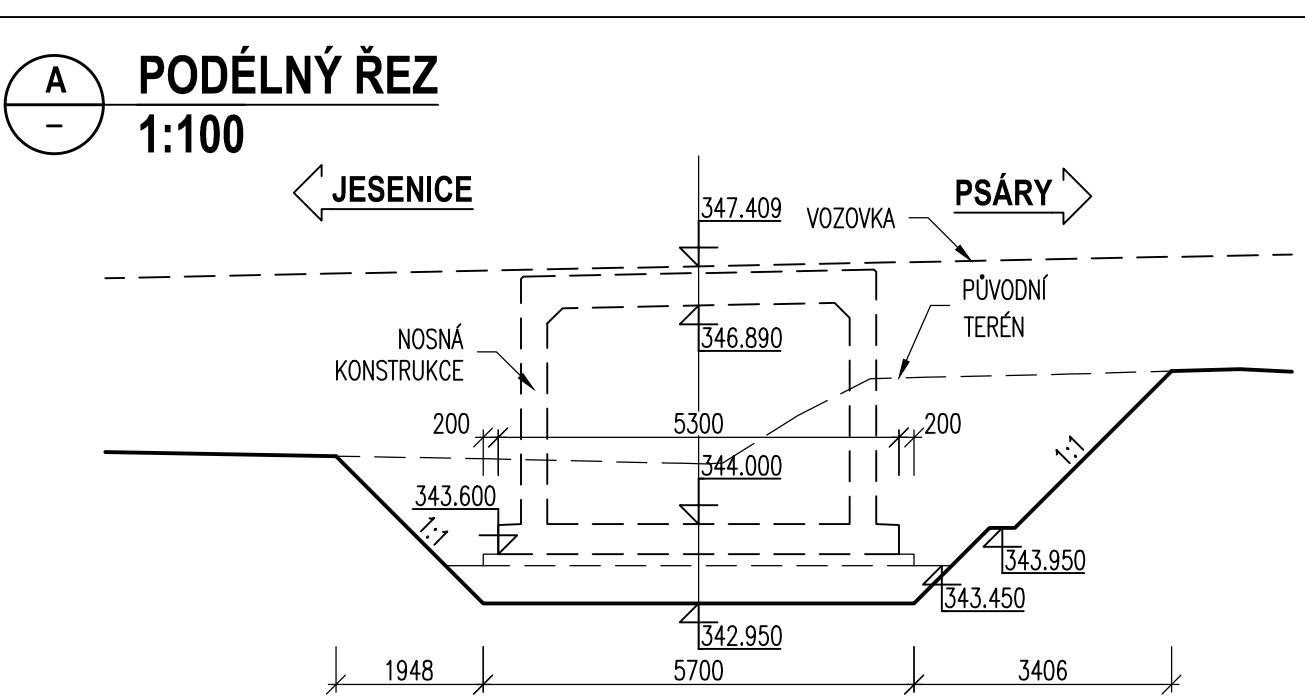 A
PODÉLNÝ ŘEZ
–
1:100
JESENICE
PSÁRY
347.409
VOZOVKA
PŮVODNÍ
TERÉN
NOSNÁ
KONSTRUKCE
346.890
200
5300
200
344.000
343.600
1:1
1:1
343.950
343.450
342.950
1948
5700
3406